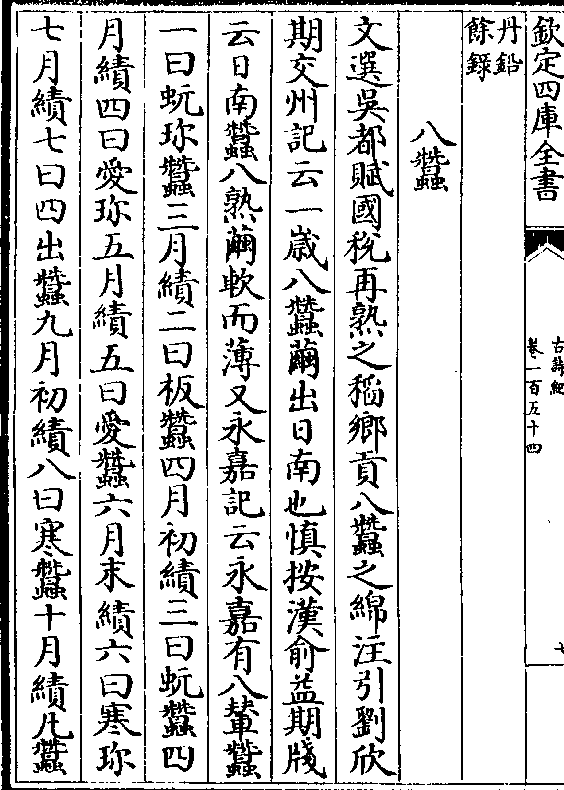 欽定四庫全書
古詩紀
卷一百五十四
七
丹鉛
餘錄
八蠶
文選吳都賦國稅再熟之稻鄉貢八蠶之綿注引劉欣
期交州記云一嵗八蠶繭出日南也慎按漢俞益期牋
云日南蠶八熟繭軟而薄又永嘉記云永嘉有八輩蠶
一曰蚖珍蠶三月績二曰柘蠶四月初績三曰蚖蠶四
月績四曰愛珍五月績五曰愛蠶六月末績六曰寒珍
七月績七曰四出蠶九月初績八曰寒蠶十月績凡蠶